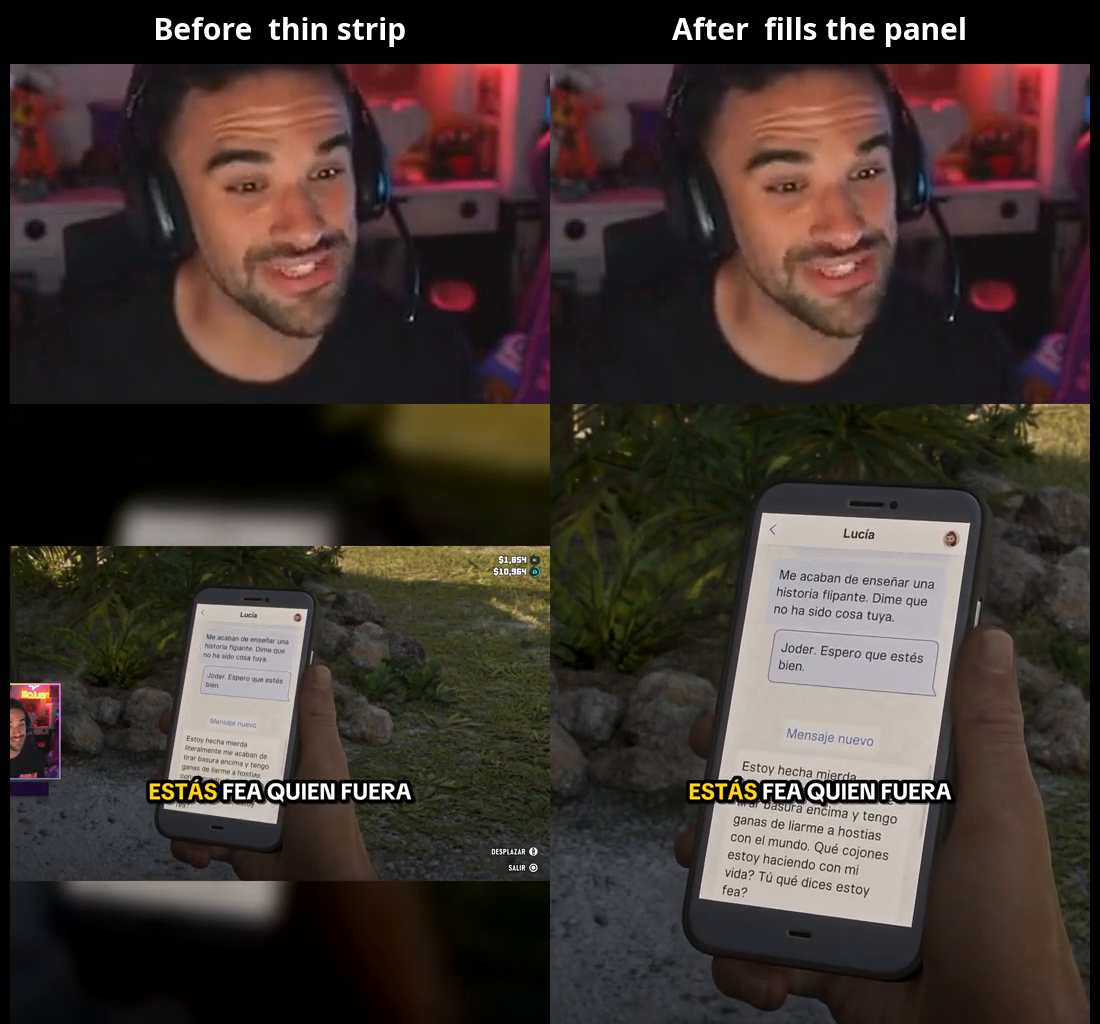 Before thin strip
After fills the panel
$1,854
$10,964
Lucía
Me acaban de enseñar una
historia flipante. Dime que
no ha sido cosa tuya.
Joder. Espero que estés
bien.
Mensaje nuevo
Estoy hecha mierda
literalmente me acaban de
tirar basura encima y tengo
ganas de liarme a hostias
ESTÁS FEA QUIEN FUERA
DESPLAZAR
SALIR
Lucía
Me acaban de enseñar una
historia flipante. Dime que
no ha sido cosa tuya.
Joder. Espero que estés
bien.
Mensaje nuevo
Estoy hecha mierda
ESTÁS FEA QUIEN FUERA
tirar basura encima y tengo
ganas de liarme a hostias
con el mundo. Qué cojones
estoy haciendo con mi
vida? Tú qué dices estoy
fea?